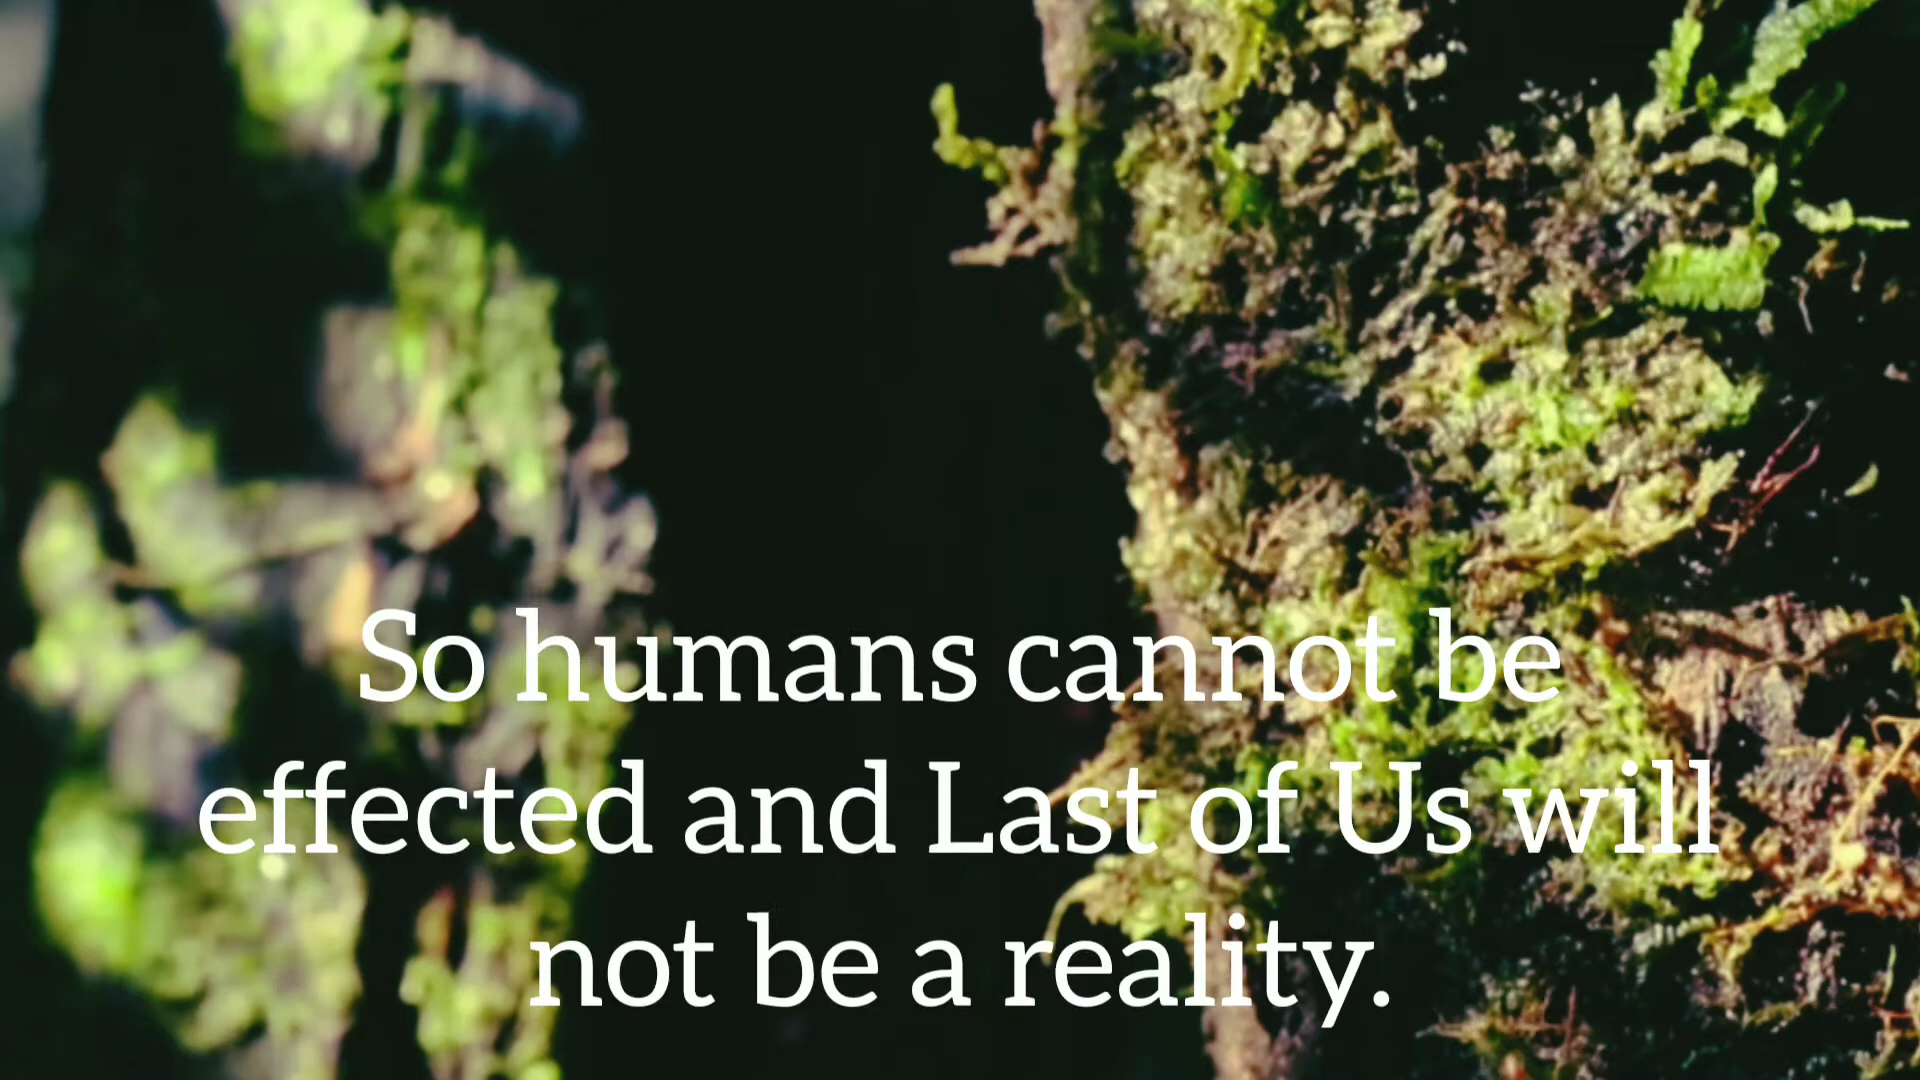 So humans cannot be
effected and Last of Us will
not be a reality.